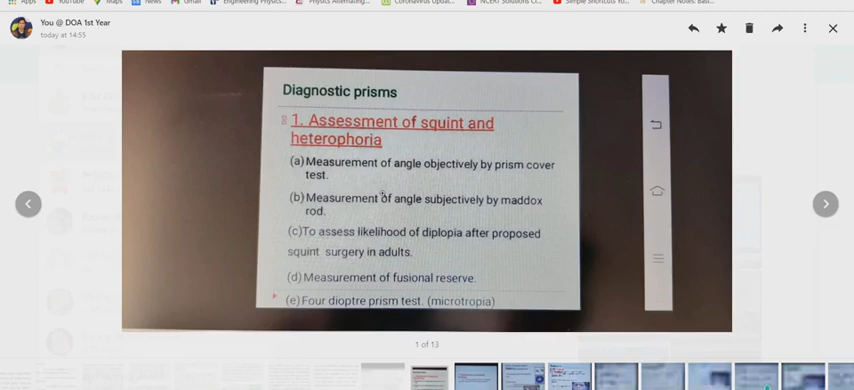 Apps YouTube Maps News Gmail Engineering Physics... Physics Alternating... Coronavirus Updat... NCERT Solutions Cl... Simple Shortcuts To... Chapter Notes: Basi...
You @ DOA 1st Year
today at 14:55
Diagnostic prisms
1. Assessment of squint and
heterophoria
(a) Measurement of angle objectively by prism cover
test.
(b) Measurement of angle subjectively by maddox
rod.
(c)To assess likelihood of diplopia after proposed
squint surgery in adults.
(d) Measurement of fusional reserve.
(e) Four dioptre prism test. (microtropia)
1 of 13